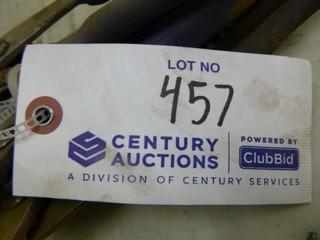 LOT NO
457
CENTURY AUCTIONS
POWERED BY
ClubBid
A DIVISION OF CENTURY SERVICES